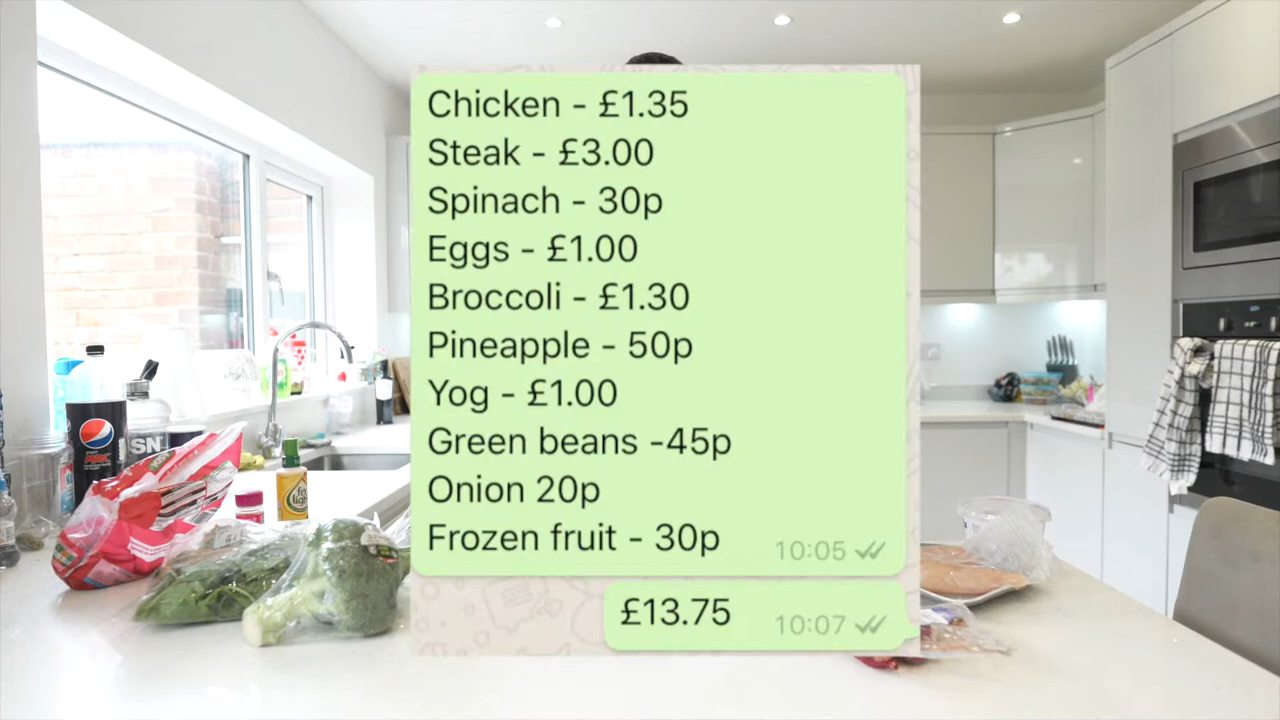 Chicken - £1.35
Steak - £3.00
Spinach - 30p
Eggs - £1.00
Broccoli - £1.30
Pineapple - 50p
Yog - £1.00
Green beans -45p
Onion 20p
Frozen fruit - 30p
10:05
£13.75
10:07